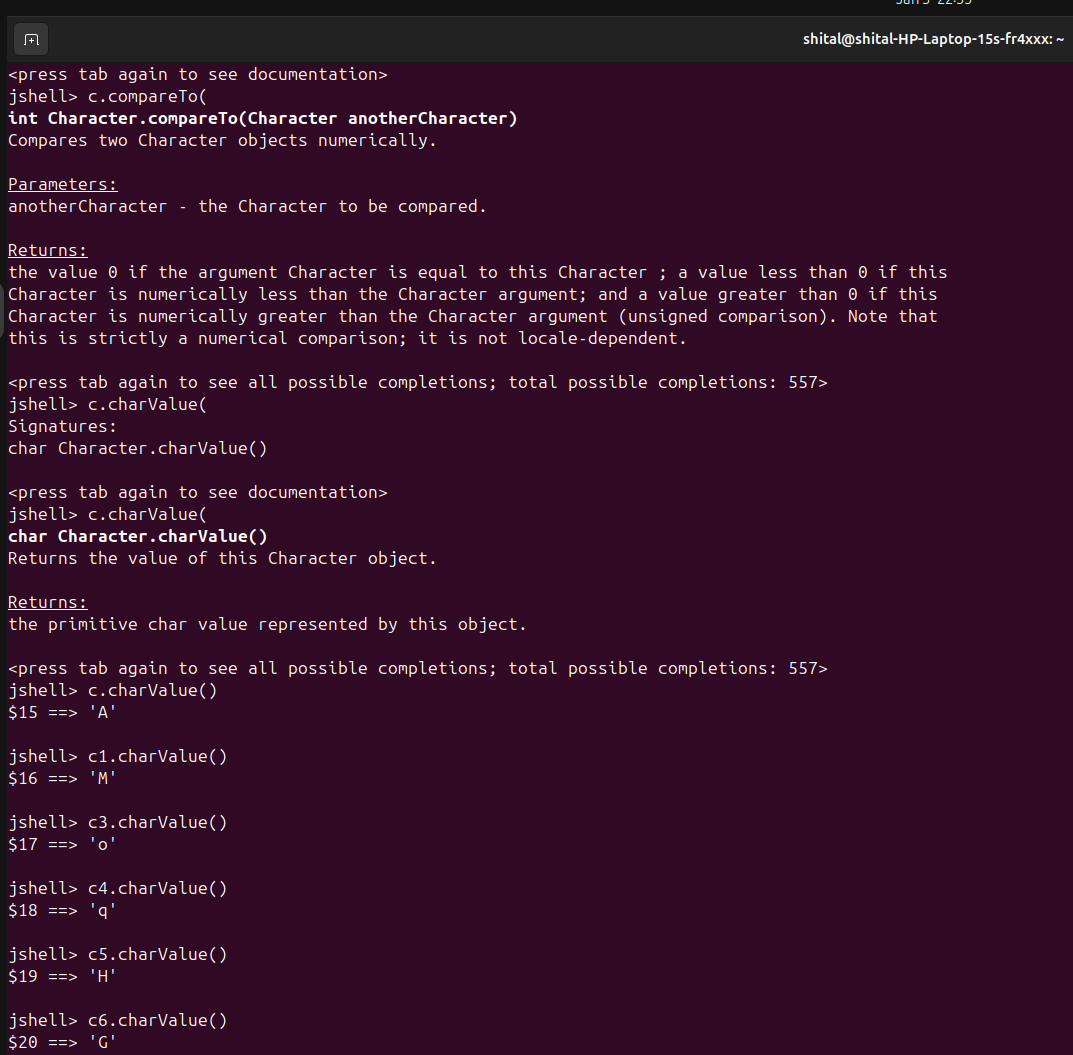 shital@shital-HP-Laptop-15s-fr4xxx: ~
<press tab again to see documentation>
jshell> c.compareTo(
int Character.compareTo(Character anotherCharacter)
Compares two Character objects numerically.
Parameters:
anotherCharacter - the Character to be compared.
Returns:
the value 0 if the argument Character is equal to this Character ; a value less than 0 if this
Character is numerically less than the Character argument; and a value greater than 0 if this
Character is numerically greater than the Character argument (unsigned comparison). Note that
this is strictly a numerical comparison; it is not locale-dependent.
<press tab again to see all possible completions; total possible completions: 557>
jshell> c.charValue(
Signatures:
char Character.charValue()
<press tab again to see documentation>
jshell> c.charValue(
char Character.charValue()
Returns the value of this Character object.
Returns:
the primitive char value represented by this object.
<press tab again to see all possible completions; total possible completions: 557>
jshell> c.charValue()
$15 ==> 'A'
jshell> c1.charValue()
$16 ==> 'M'
jshell> c3.charValue()
$17 ==> 'o'
jshell> c4.charValue()
$18 ==> 'q'
jshell> c5.charValue()
$19 ==> 'H'
jshell> c6.charValue()
$20 ==> 'G'